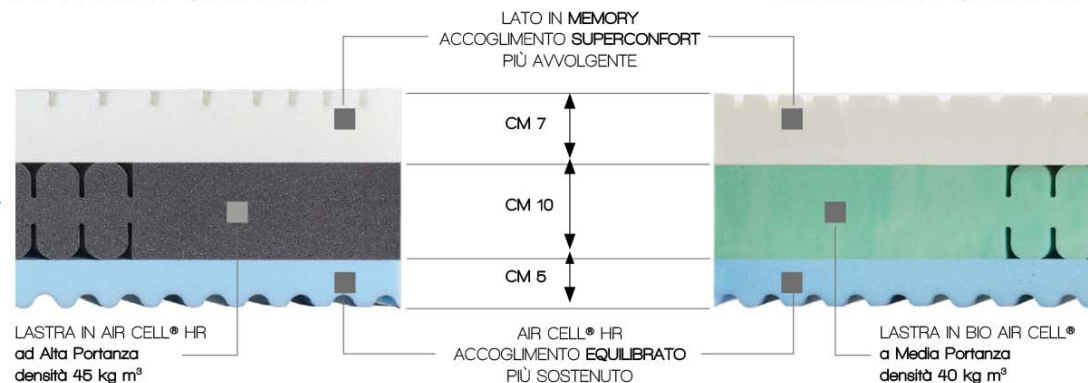 LATO IN MEMORY
ACCOGLIMENTO SUPERCONFORT
PIÙ AVVOLGENTE
CM 7
CM 10
CM 5
LASTRA IN AIR CELL® HR
ad Alta Portanza
densità 45 kg m³
AIR CELL® HR
ACCOGLIMENTO EQUILIBRATO
PIÙ SOSTENUTO
LASTRA IN BIO AIR CELL®
a Media Portanza
densità 40 kg m³